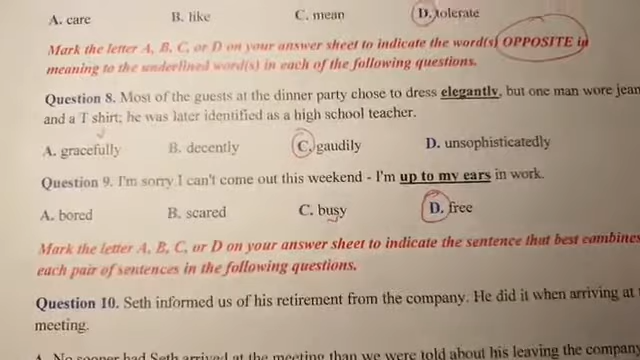 A. care B. like C. mean D. tolerate
Mark the letter A, B, C, or D on your answer sheet to indicate the word(s) OPPOSITE in
meaning to the underlined word(s) in each of the following questions.
Question 8. Most of the guests at the dinner party chose to dress elegantly, but one man wore jean
and a T shirt; he was later identified as a high school teacher.
A. gracefully B. decently C. gaudily D. unsophisticatedly
Question 9. I'm sorry I can't come out this weekend - I'm up to my ears in work.
A. bored B. scared C. busy D. free
Mark the letter A, B, C, or D on your answer sheet to indicate the sentence that best combines
each pair of sentences in the following questions.
Question 10. Seth informed us of his retirement from the company. He did it when arriving at
meeting.
A. No sooner had Seth arrived at the meeting than we were told about his leaving the company